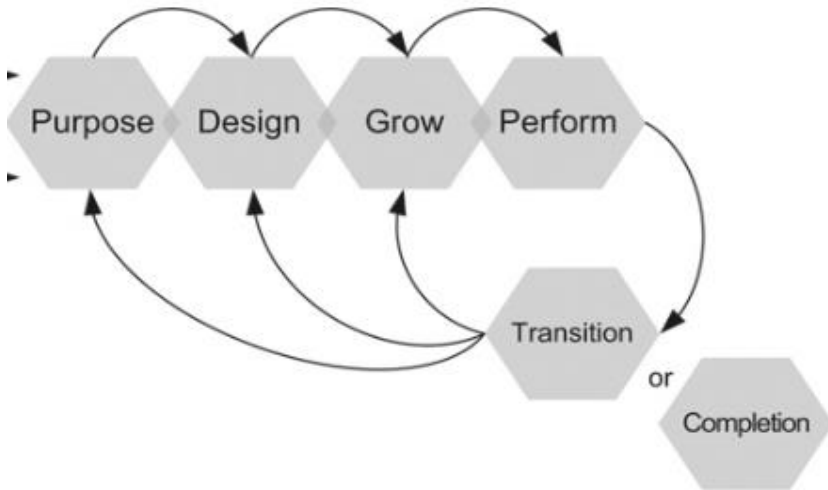 Purpose
Design
Grow
Perform
Transition
or
Completion